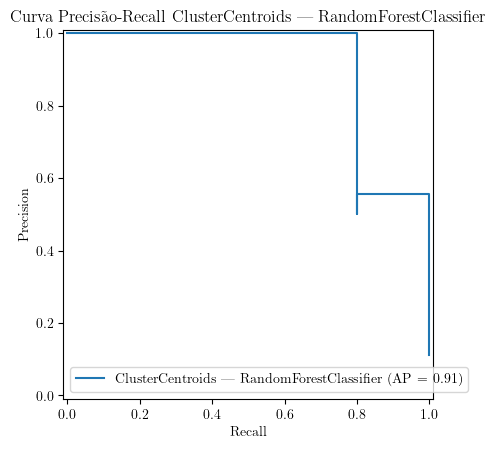 Curva Precisão-Recall ClusterCentroids — RandomForestClassifier
1.0
0.8
0.6
0.4
0.2
0.0
Precision
ClusterCentroids — RandomForestClassifier (AP = 0.91)
0.0 0.2 0.4 0.6 0.8 1.0
Recall